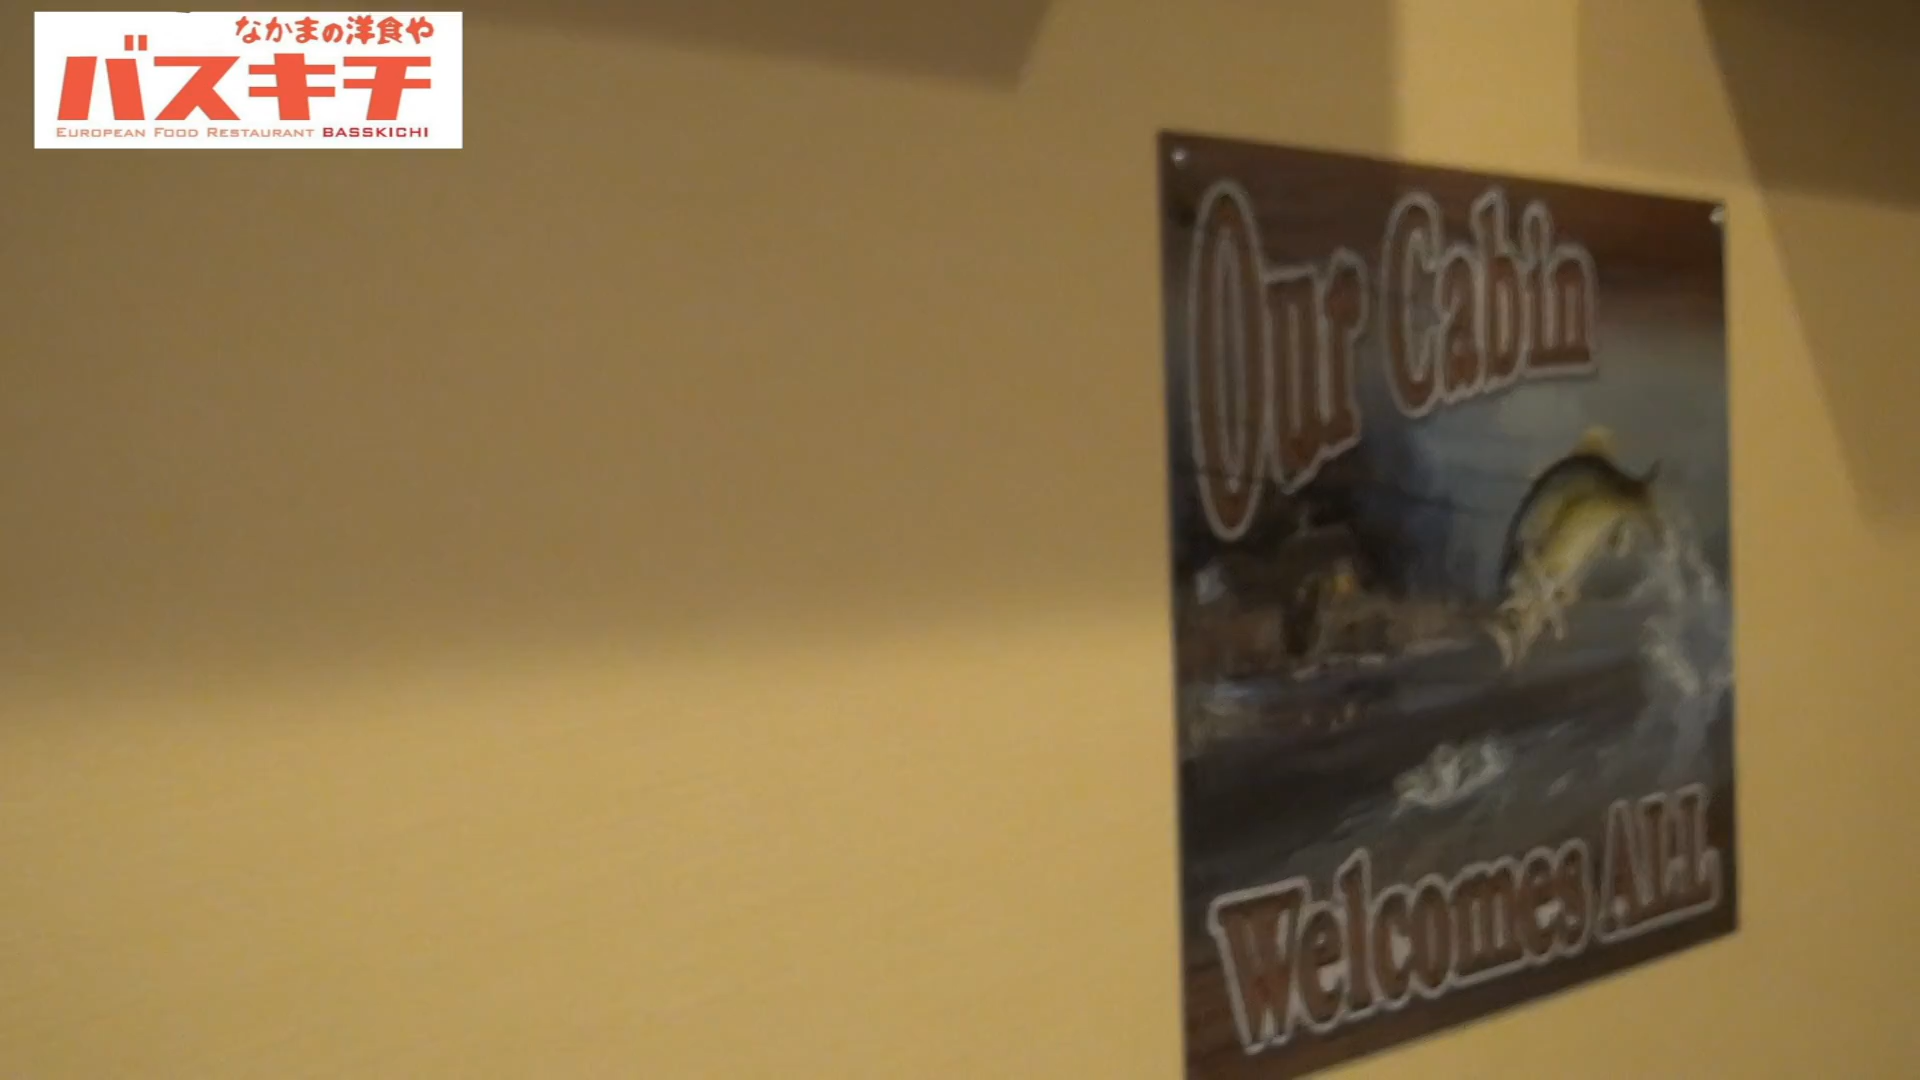 なかまの洋食や
バスキチ
EUROPEAN FOOD RESTAURANT BASSKICHI
Our Cabin
Welcomes ALL